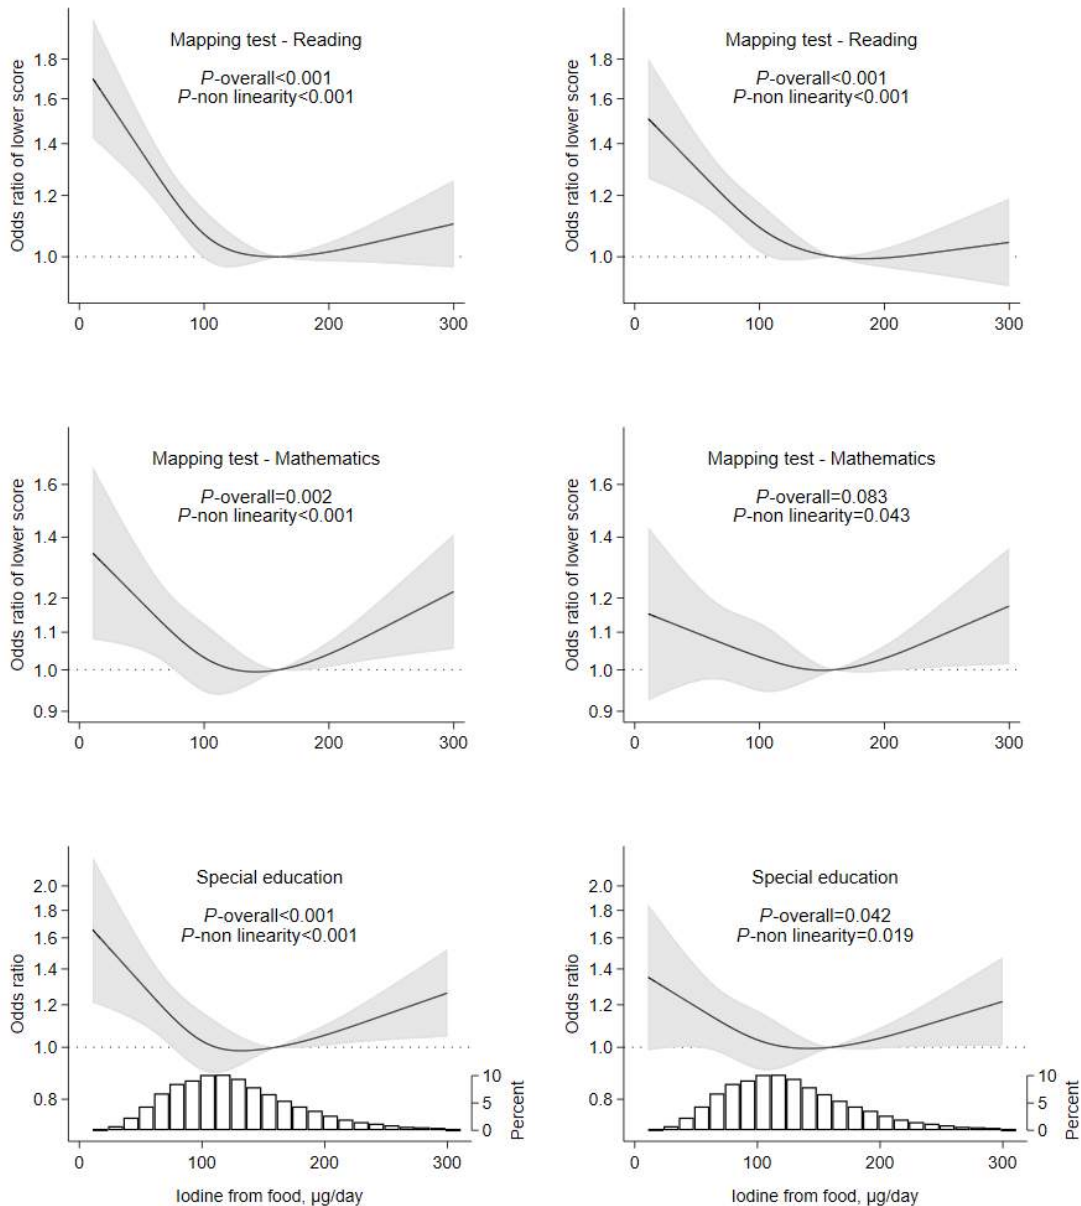 Mapping test - Reading
P-overall<0.001
P-non linearity<0.001
Odds ratio of lower score
1.8
1.6
1.4
1.2
1.0
0 100 200 300
Mapping test - Reading
P-overall<0.001
P-non linearity<0.001
Odds ratio of lower score
1.8
1.6
1.4
1.2
1.0
0 100 200 300
Mapping test - Mathematics
P-overall=0.002
P-non linearity<0.001
Odds ratio of lower score
1.6
1.4
1.2
1.1
1.0
0.9
0 100 200 300
Mapping test - Mathematics
P-overall=0.083
P-non linearity=0.043
Odds ratio of lower score
1.6
1.4
1.2
1.1
1.0
0.9
0 100 200 300
Special education
P-overall<0.001
P-non linearity<0.001
Odds ratio
2.0
1.8
1.6
1.4
1.2
1.0
0.8
10
5
0
Percent
0 100 200 300
Iodine from food, µg/day
Special education
P-overall=0.042
P-non linearity=0.019
Odds ratio
2.0
1.8
1.6
1.4
1.2
1.0
0.8
10
5
0
Percent
0 100 200 300
Iodine from food, µg/day